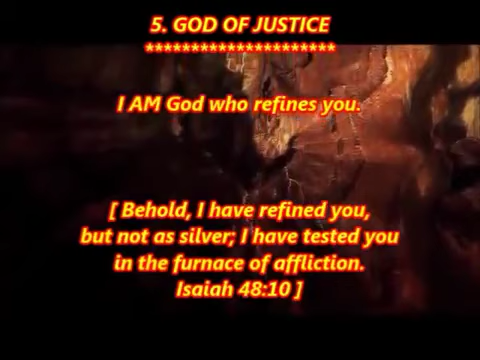 5. GOD OF JUSTICE
*********************
I AM God who refines you.
[ Behold, I have refined you,
but not as silver; I have tested you
in the furnace of affliction.
Isaiah 48:10 ]